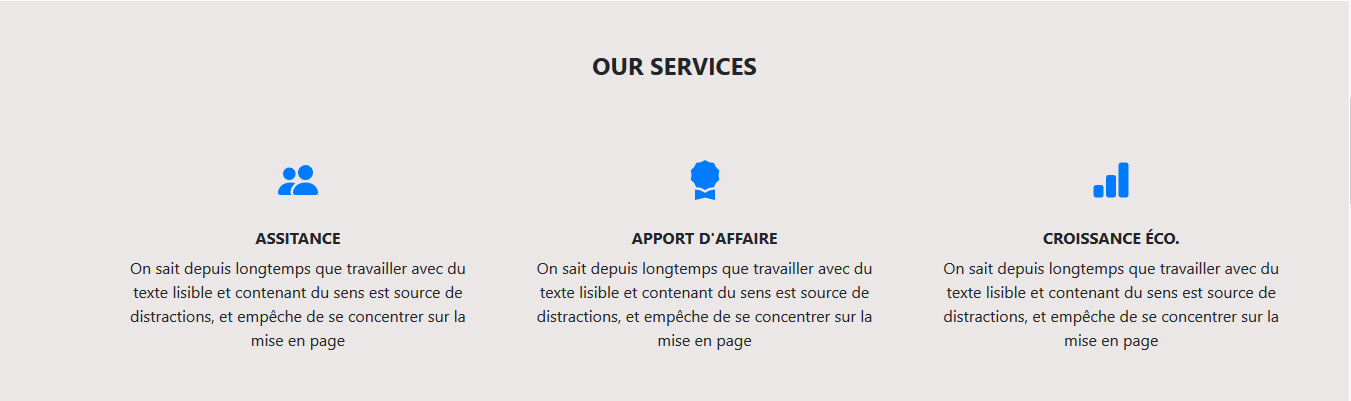 OUR SERVICES
ASSITANCE
On sait depuis longtemps que travailler avec du
texte lisible et contenant du sens est source de
distractions, et empêche de se concentrer sur la
mise en page
APPORT D'AFFAIRE
On sait depuis longtemps que travailler avec du
texte lisible et contenant du sens est source de
distractions, et empêche de se concentrer sur la
mise en page
CROISSANCE ÉCO.
On sait depuis longtemps que travailler avec du
texte lisible et contenant du sens est source de
distractions, et empêche de se concentrer sur la
mise en page